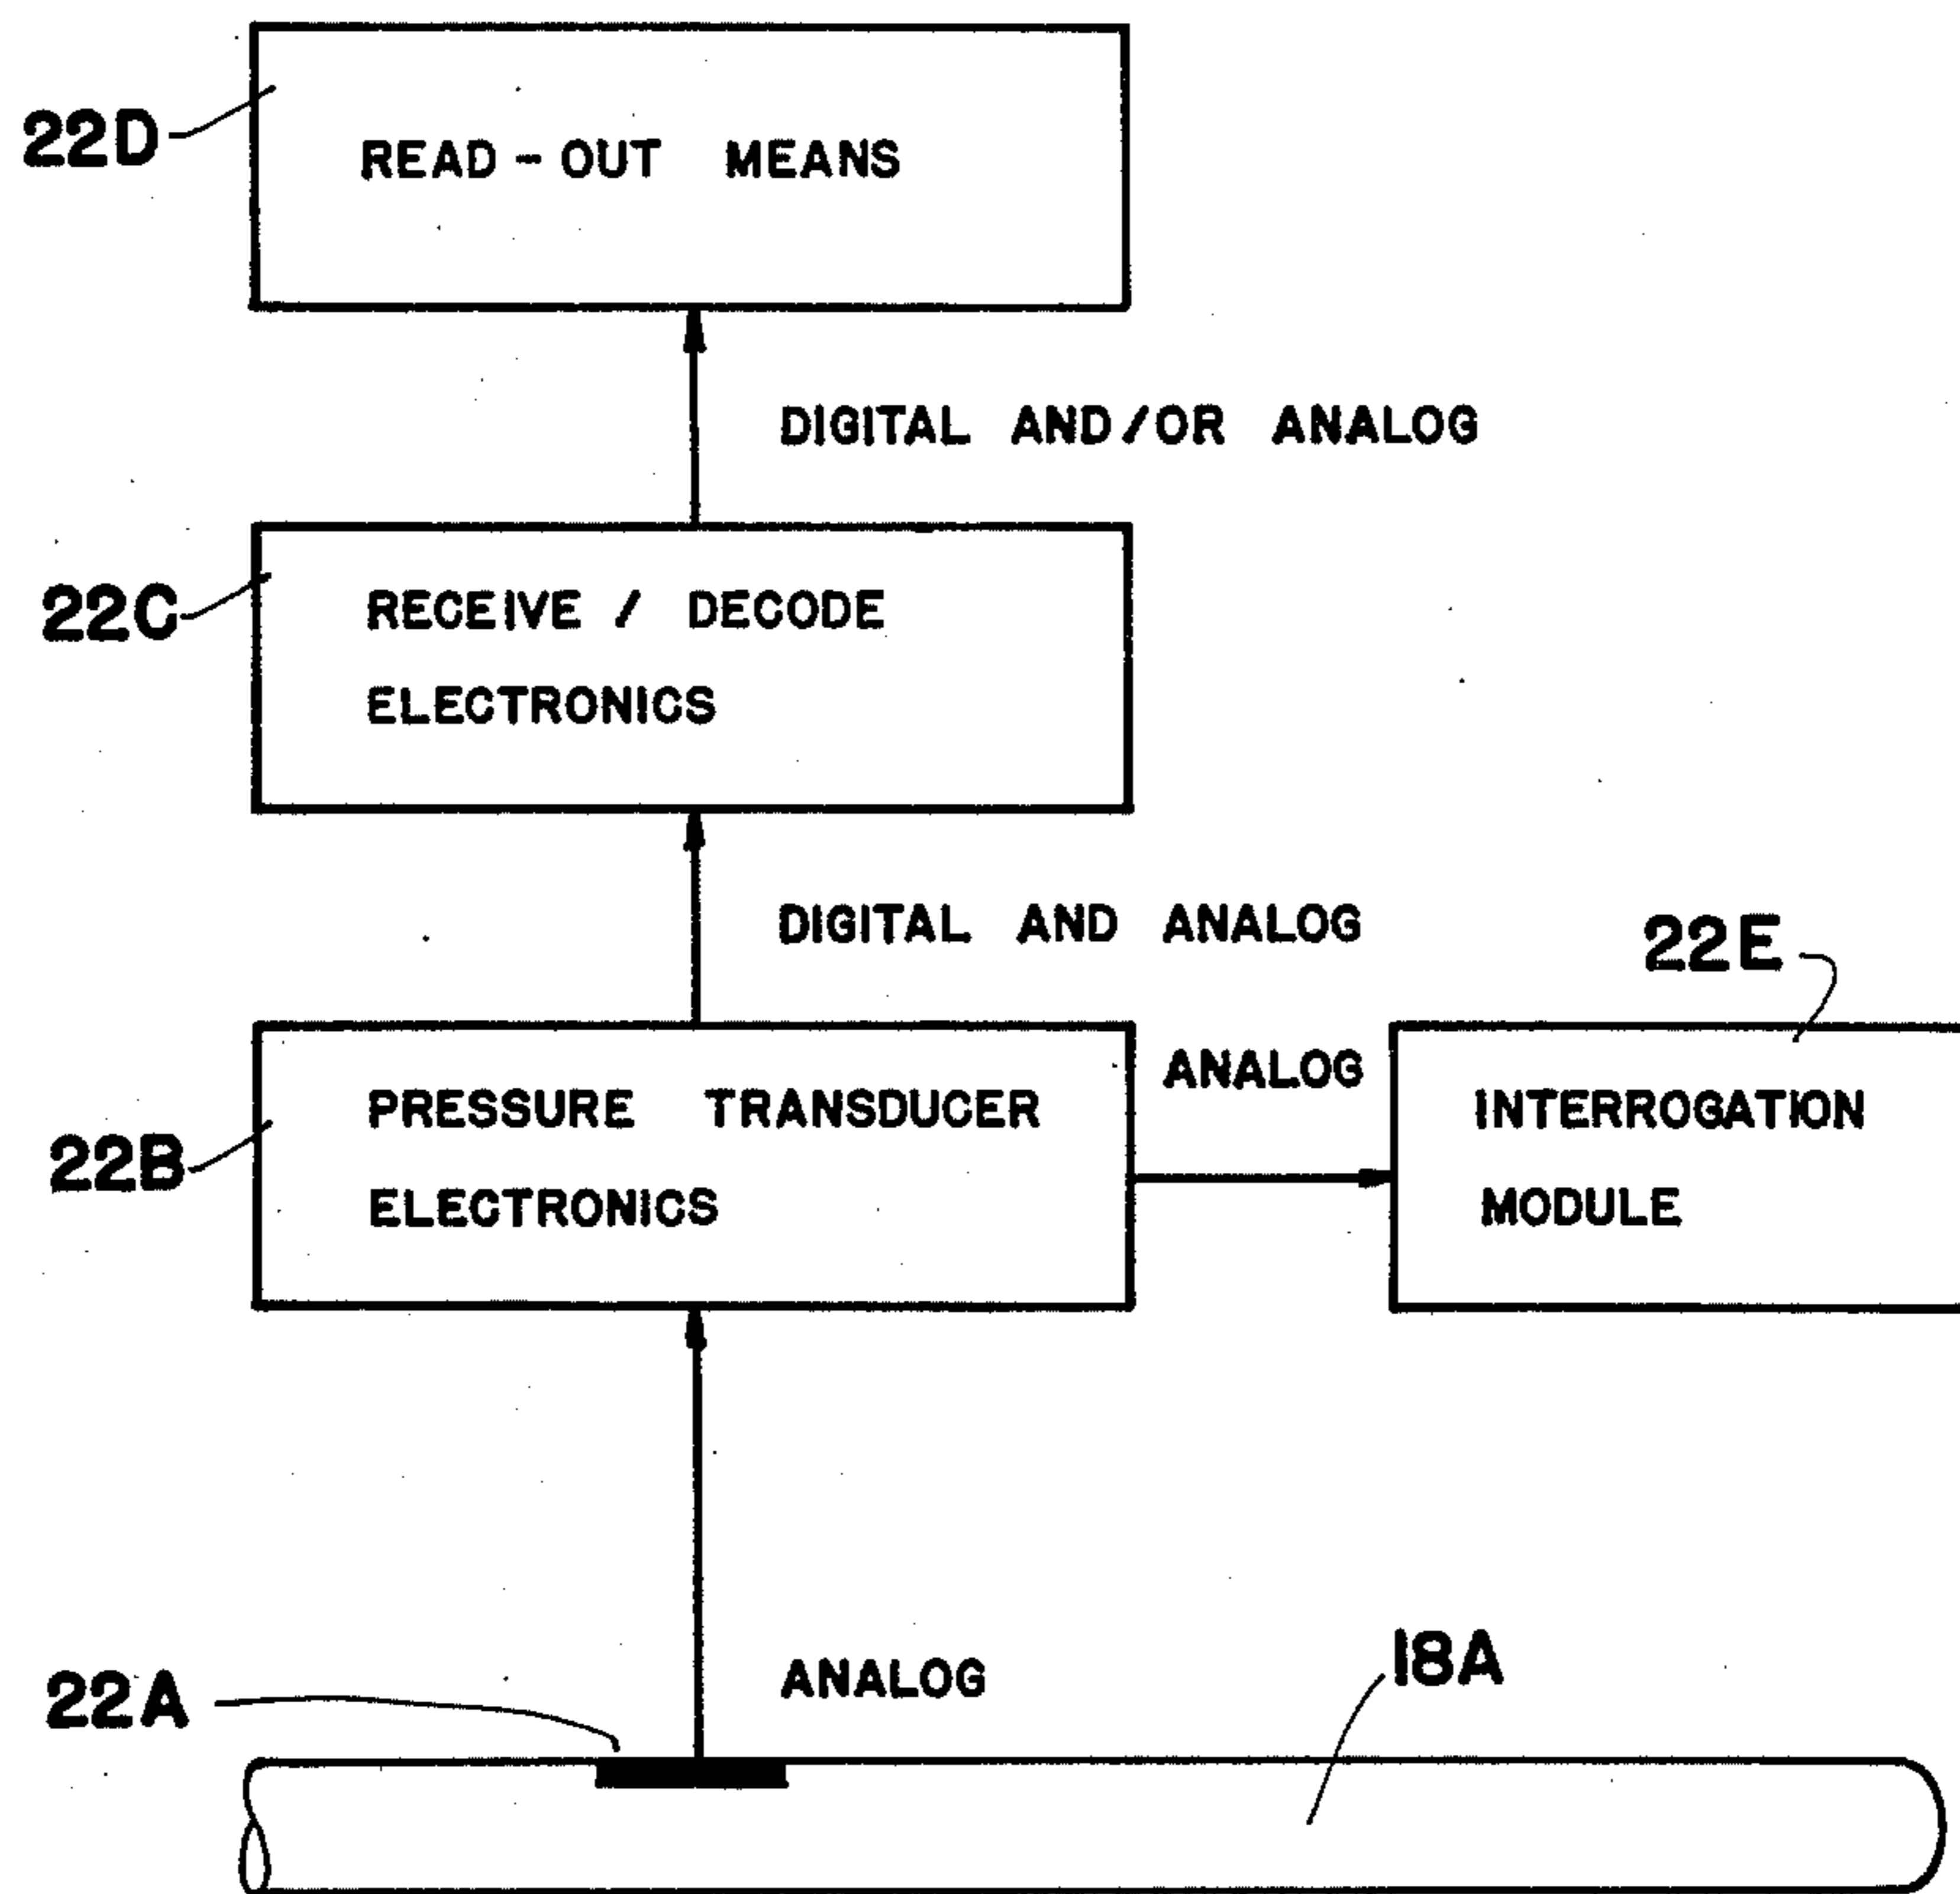 22D
READ-OUT MEANS
DIGITAL AND/OR ANALOG
22C
RECEIVE / DECODE
ELECTRONICS
DIGITAL AND ANALOG
22E
22B
PRESSURE TRANSDUCER
ELECTRONICS
ANALOG
INTERROGATION
MODULE
22A
ANALOG
18A